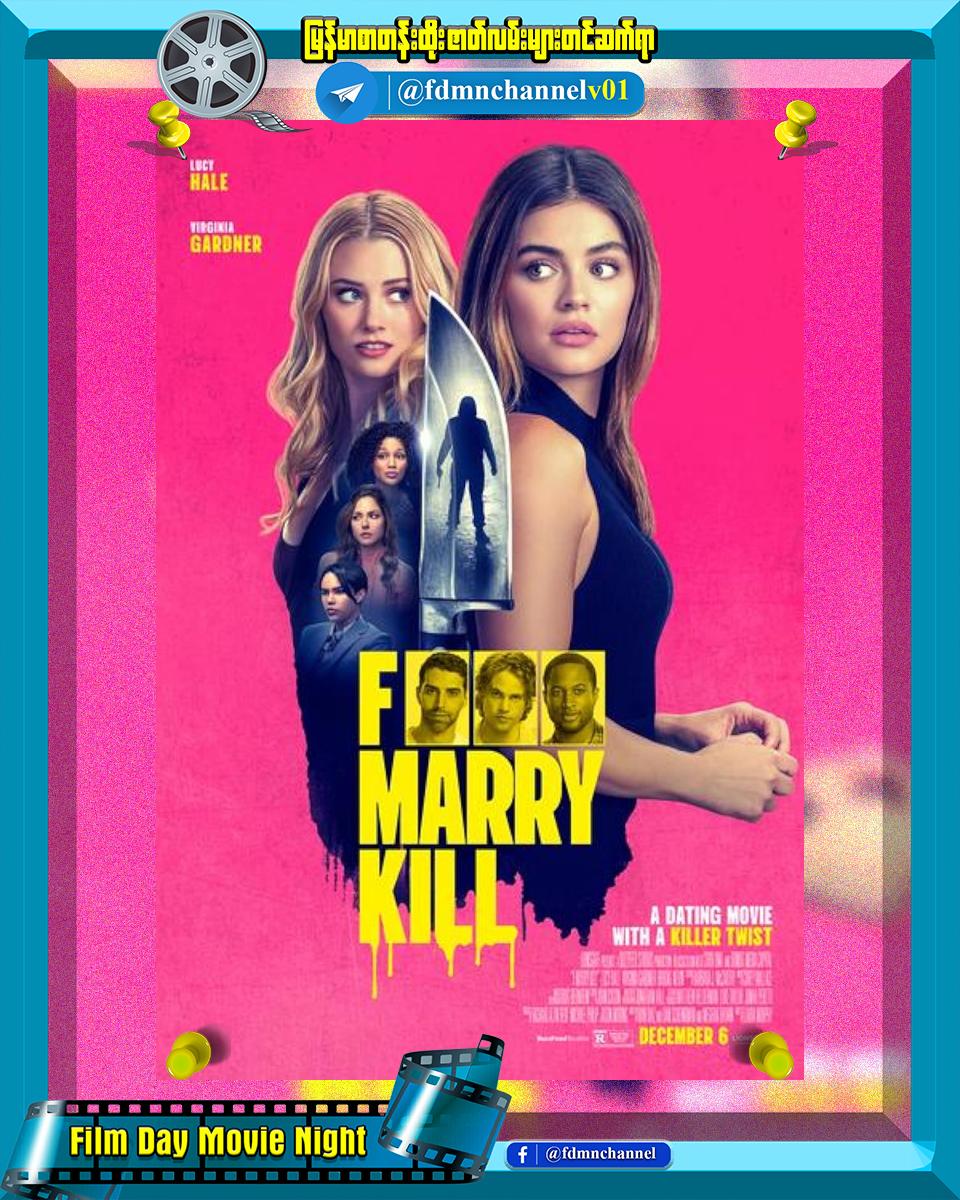 မြန်မာစာတန်းထိုးဇာတ်လမ်းများတင်ဆက်ရာ
@fdmnchannelv01
LUCY
HALE
VIRGINIA
GARDNER
F
MARRY
KILL
A DATING MOVIE
WITH A KILLER TWIST
R
DECEMBER 6
Film Day Movie Night
f @fdmnchannel